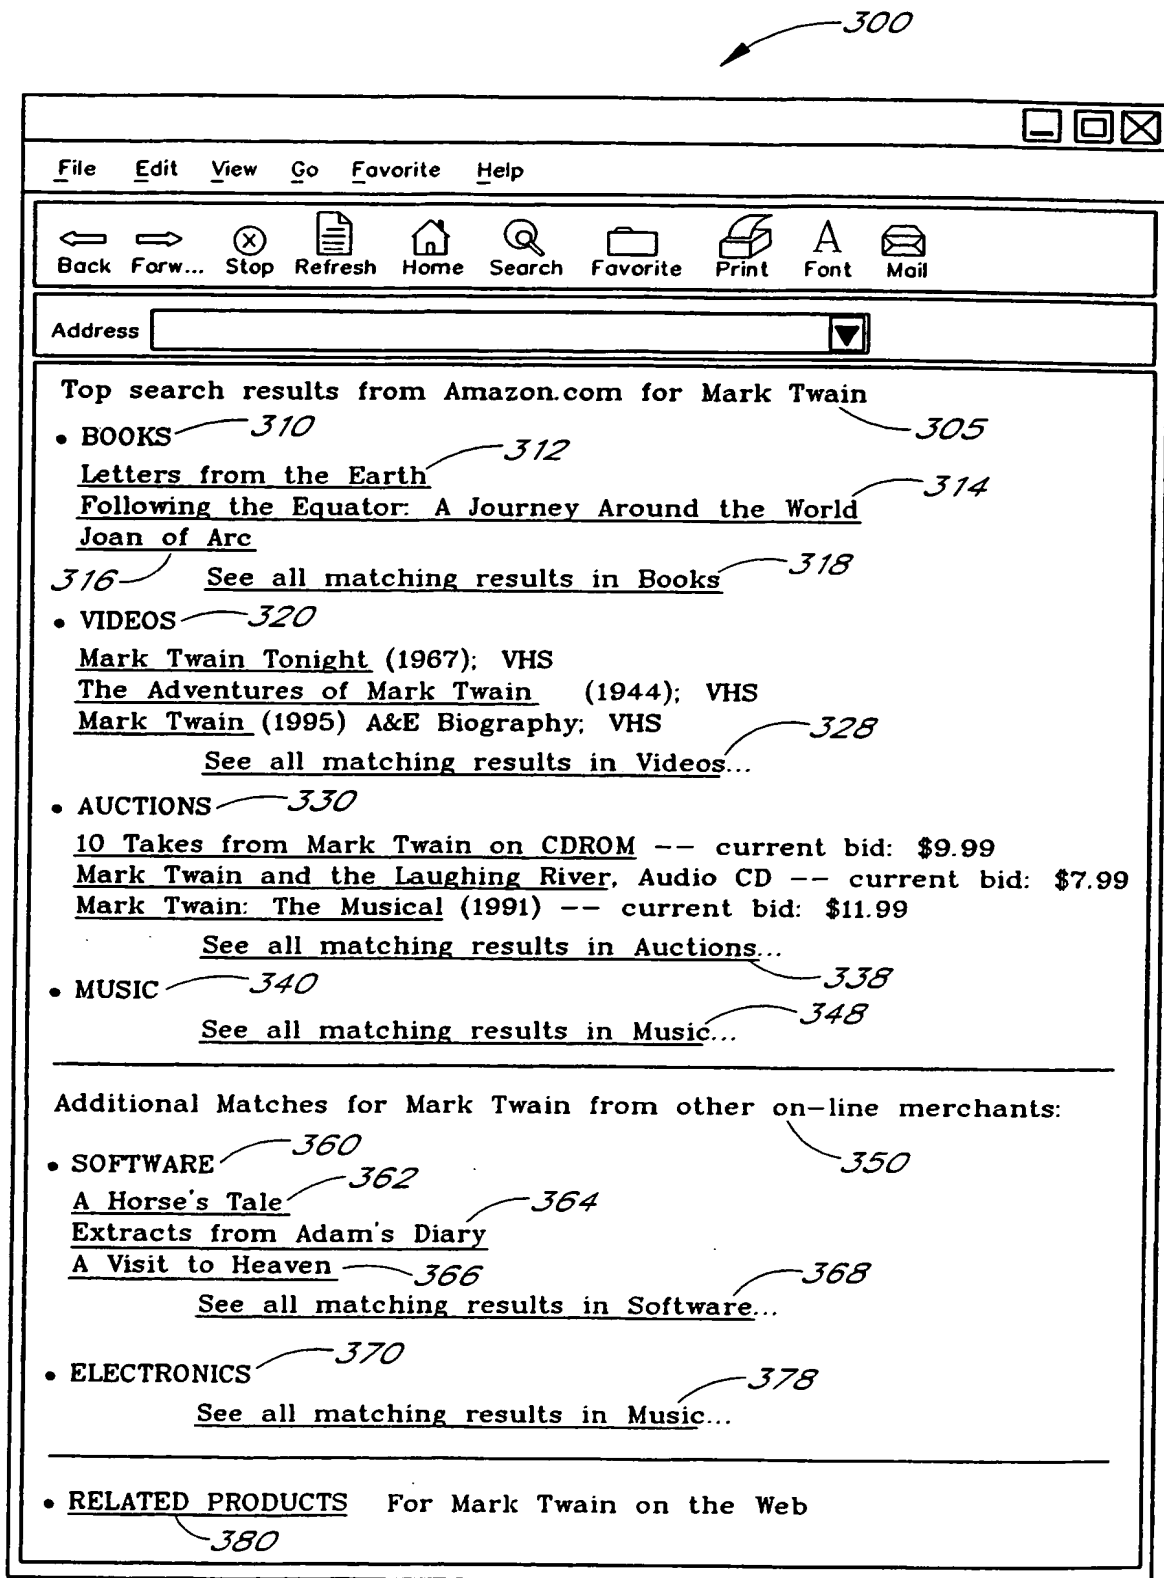 300
File Edit View Go Favorite Help
Back Forw... Stop Refresh Home Search Favorite Print Font Mail
Address
Top search results from Amazon.com for Mark Twain
305
• BOOKS 310
312
Letters from the Earth
314
Following the Equator: A Journey Around the World
Joan of Arc
316 See all matching results in Books 318
• VIDEOS 320
Mark Twain Tonight (1967); VHS
The Adventures of Mark Twain (1944); VHS
Mark Twain (1995) A&E Biography; VHS
328
See all matching results in Videos...
• AUCTIONS 330
10 Takes from Mark Twain on CDROM -- current bid: $9.99
Mark Twain and the Laughing River, Audio CD -- current bid: $7.99
Mark Twain: The Musical (1991) -- current bid: $11.99
See all matching results in Auctions...
338
• MUSIC 340
348
See all matching results in Music...
Additional Matches for Mark Twain from other on-line merchants:
350
• SOFTWARE 360
362
A Horse's Tale
364
Extracts from Adam's Diary
A Visit to Heaven 366
368
See all matching results in Software...
• ELECTRONICS 370
378
See all matching results in Music...
• RELATED PRODUCTS For Mark Twain on the Web
380